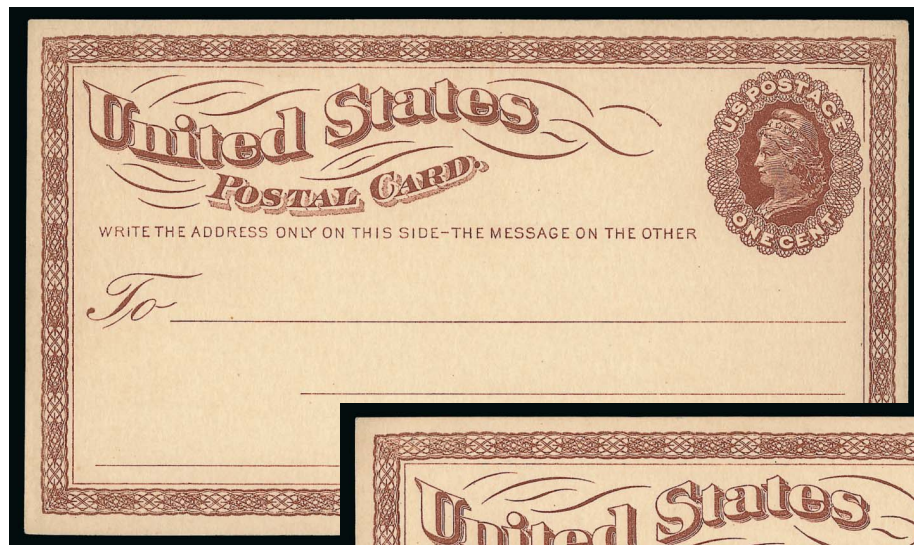 United States
POSTAL CARD.
U.S. POSTAGE
ONE CENT
WRITE THE ADDRESS ONLY ON THIS SIDE–THE MESSAGE ON THE OTHER
To
United States